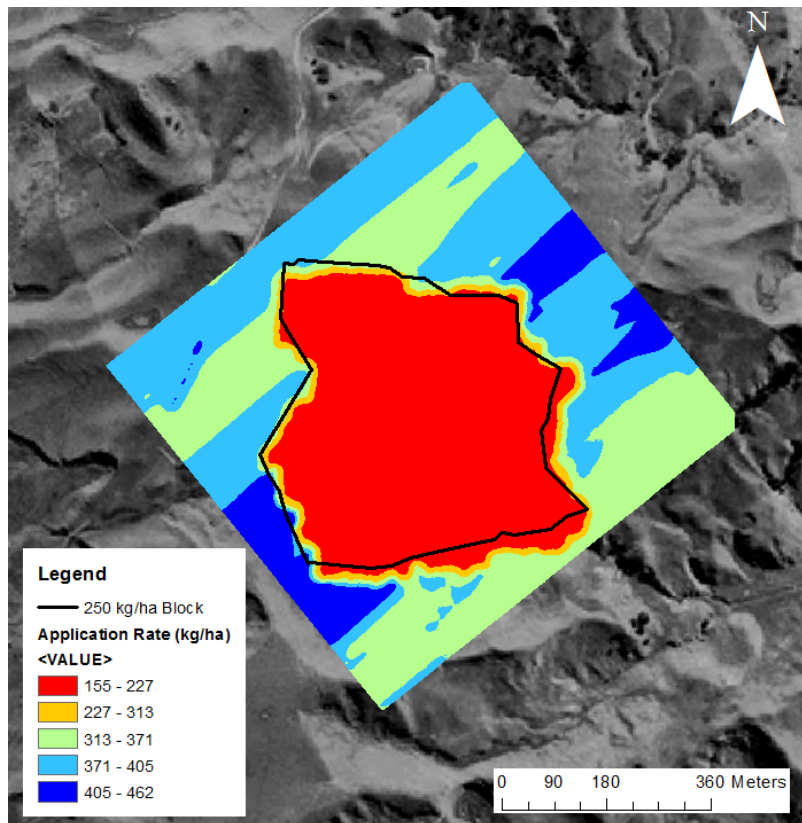 N
Legend
250 kg/ha Block
Application Rate (kg/ha)
<VALUE>
155 - 227
227 - 313
313 - 371
371 - 405
405 - 462
0 90 180 360 Meters